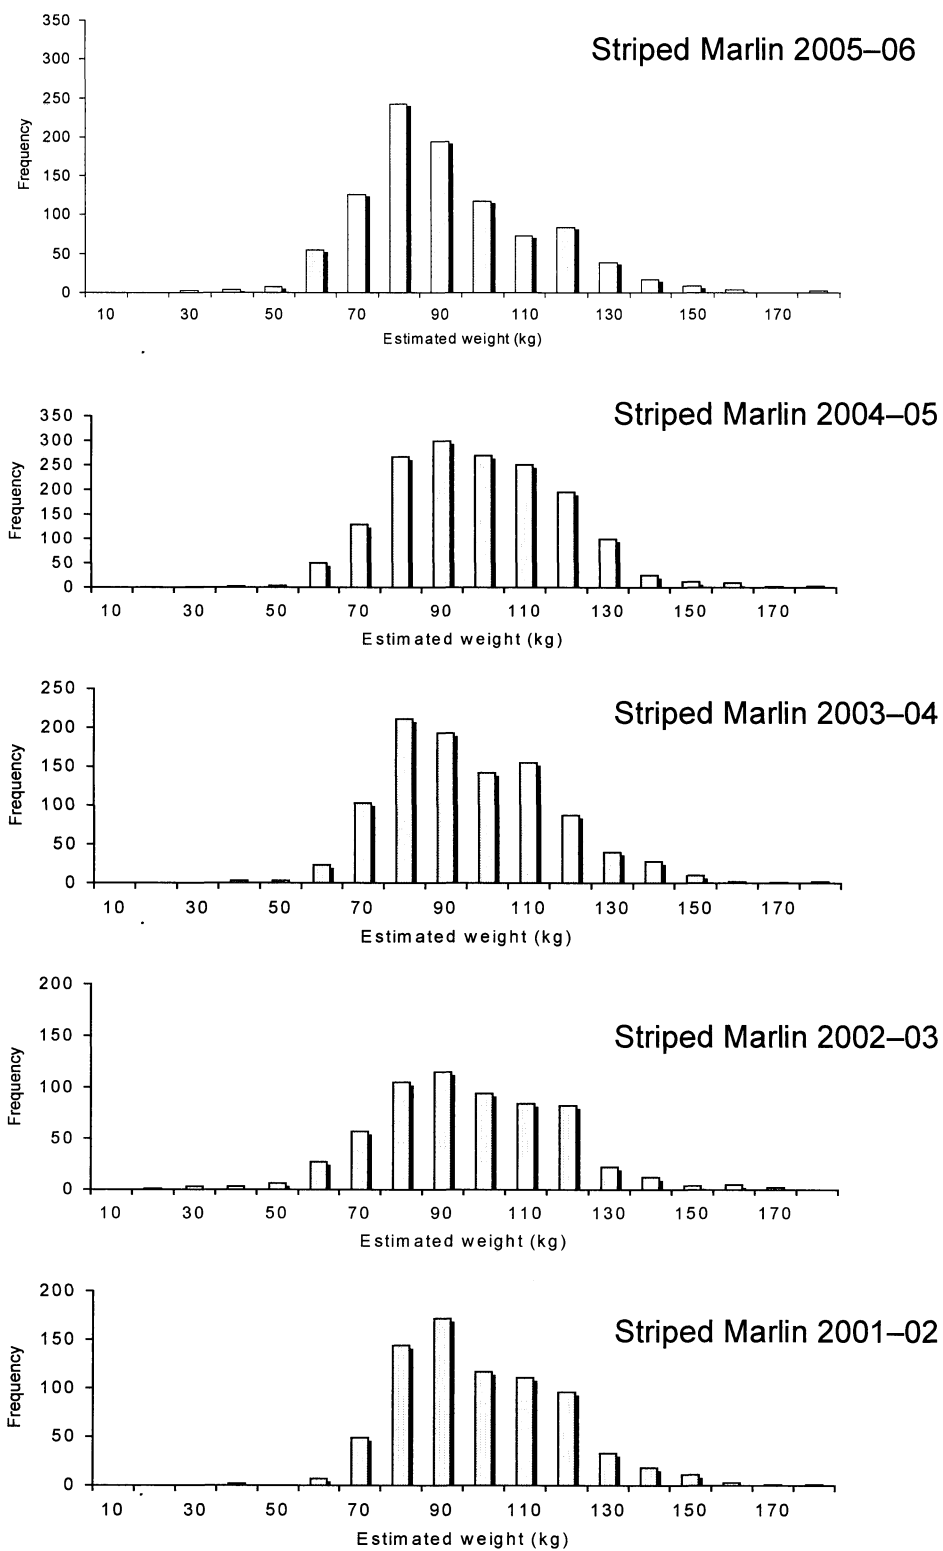 Striped Marlin 2005–06
350
300
250
200
150
100
50
0
Frequency
10 30 50 70 90 110 130 150 170
Estimated weight (kg)
Striped Marlin 2004–05
350
300
250
200
150
100
50
0
Frequency
10 30 50 70 90 110 130 150 170
Estimated weight (kg)
Striped Marlin 2003–04
250
200
150
100
50
0
Frequency
10 30 50 70 90 110 130 150 170
Estimated weight (kg)
Striped Marlin 2002–03
200
150
100
50
0
Frequency
10 30 50 70 90 110 130 150 170
Estimated weight (kg)
Striped Marlin 2001–02
200
150
100
50
0
Frequency
10 30 50 70 90 110 130 150 170
Estimated weight (kg)